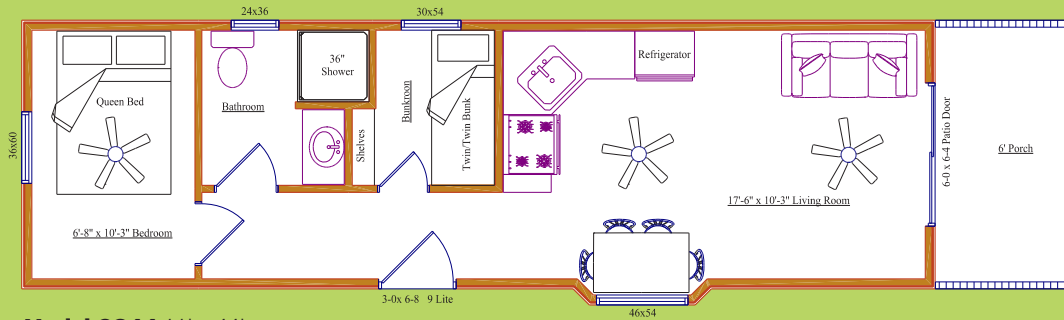 24x36
30x54
36"
Shower
Refrigerator
Queen Bed
Bathroom
Bunkroon
Shelves
Twin/Twin Bunk
36x60
6-0 x 6-4 Patio Door
6' Porch
17'-6" x 10'-3" Living Room
6'-8" x 10'-3" Bedroom
3-0x 6-8 9 Lite
46x54